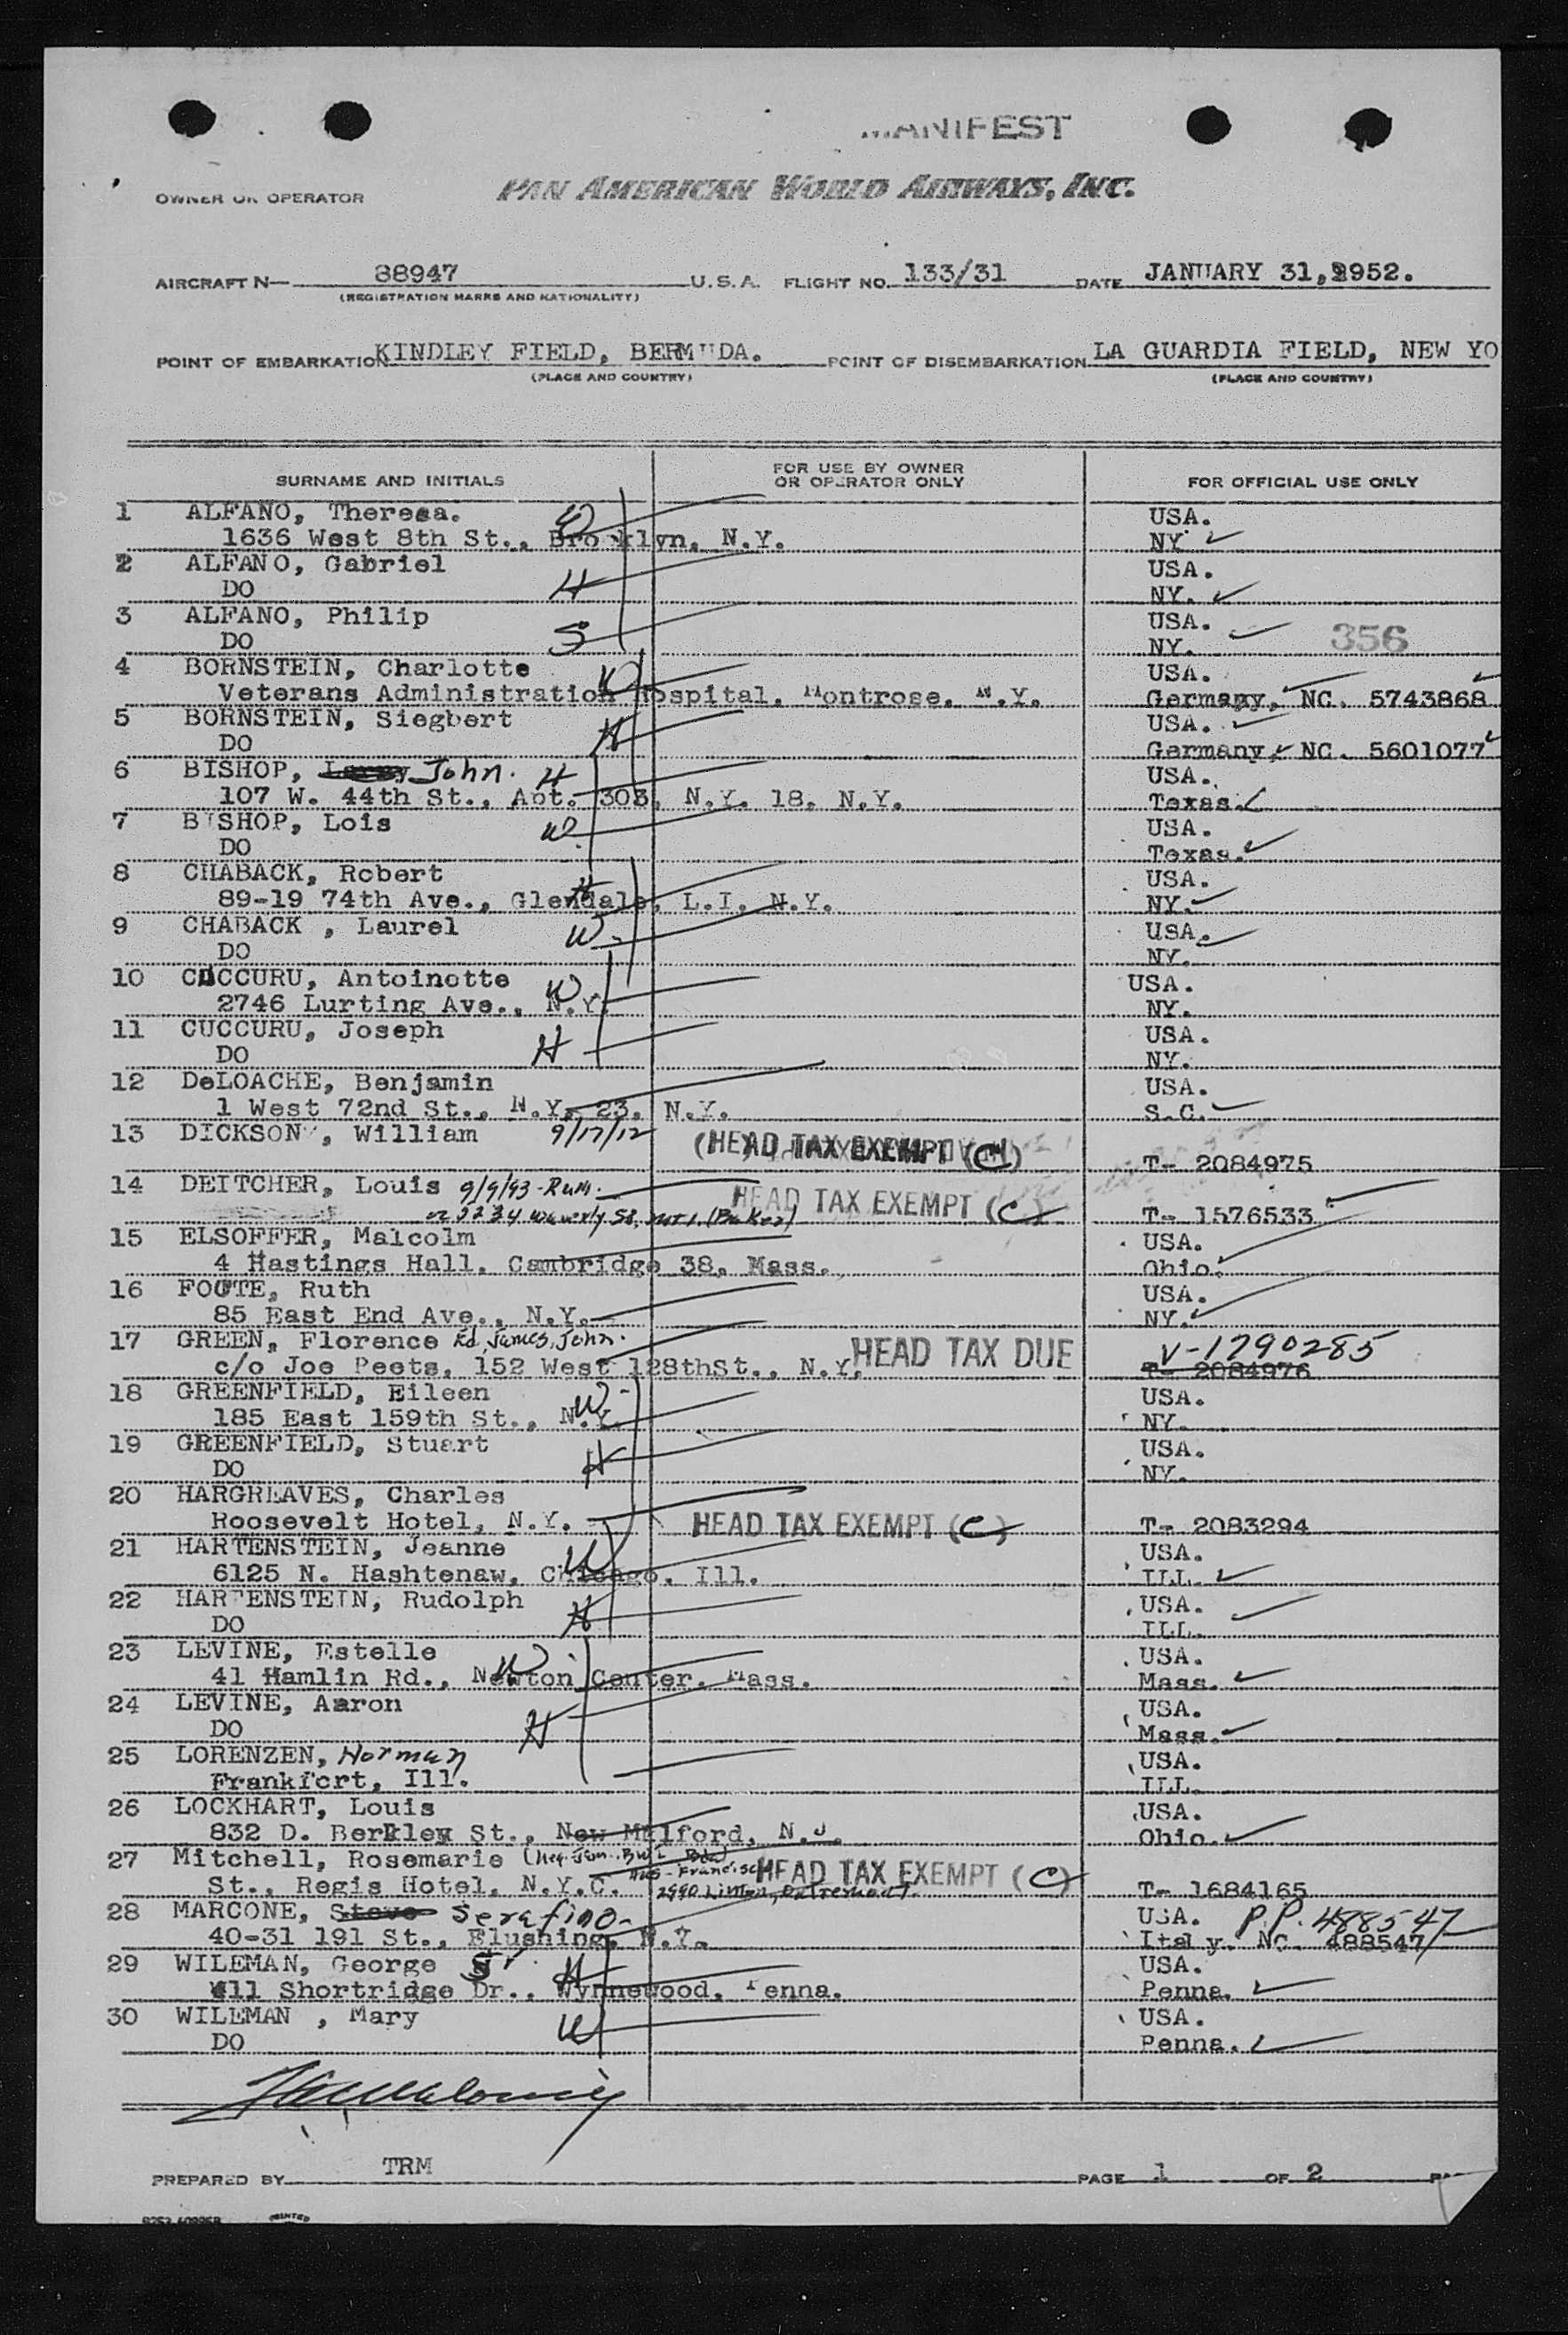 MANIFEST
OWNER OR OPERATOR PAN AMERICAN WORLD AIRWAYS, INC.
AIRCRAFT N— 88947 U.S.A. FLIGHT NO. 133/31 DATE JANUARY 31, 1952.
(REGISTRATION MARKS AND NATIONALITY)
POINT OF EMBARKATION KINDLEY FIELD, BERMUDA. POINT OF DISEMBARKATION LA GUARDIA FIELD, NEW YO
(PLACE AND COUNTRY) (PLACE AND COUNTRY)
SURNAME AND INITIALS FOR USE BY OWNER OR OPERATOR ONLY FOR OFFICIAL USE ONLY
1 ALFANO, Theresa. W USA.
1636 West 8th St., Brooklyn, N.Y. NY
2 ALFANO, Gabriel USA.
DO H NY.
3 ALFANO, Philip USA.
DO S NY. 356
4 BORNSTEIN, Charlotte W USA.
Veterans Administration Hospital, Montrose, N.Y. Germany, NC. 5743868
5 BORNSTEIN, Siegbert H USA.
DO Germany, NC. 5601077
6 BISHOP, John. H USA.
107 W. 44th St., Apt. 303, N.Y. 18, N.Y. Texas.
7 BISHOP, Lois W USA.
DO Texas.
8 CHABACK, Robert H USA.
89-19 74th Ave., Glendale, L.I. N.Y. NY.
9 CHABACK , Laurel W USA.
DO NY.
10 CUCCURU, Antoinette W USA.
2746 Lurting Ave., N.Y. NY.
11 CUCCURU, Joseph H USA.
DO NY.
12 DeLOACHE, Benjamin USA.
1 West 72nd St., N.Y. 23, N.Y. S.C.
13 DICKSON , William 9/17/12 (HEAD TAX EXEMPT (C)
T- 2084975
14 DEITCHER, Louis 9/9/93 - Rum. HEAD TAX EXEMPT (C)
T- 1576533
15 ELSOFFER, Malcolm USA.
4 Hastings Hall, Cambridge 38, Mass. Ohio.
16 FOOTE, Ruth USA.
85 East End Ave., N.Y. NY.
17 GREEN, Florence Ed, James, John. HEAD TAX DUE V-1790285
c/o Joe Peets, 152 West 128thSt., N.Y. T- 2084976
18 GREENFIELD, Eileen W USA.
185 East 159th St., N.Y. NY.
19 GREENFIELD, Stuart H USA.
DO NY.
20 HARGREAVES, Charles
Roosevelt Hotel, N.Y. HEAD TAX EXEMPT (C) T- 2083294
21 HARTENSTEIN, Jeanne W USA.
6125 N. Hashtenaw, Chicago, Ill. ILL.
22 HARTENSTEIN, Rudolph H USA.
DO ILL.
23 LEVINE, Estelle W USA.
41 Hamlin Rd., Newton Center, Mass. Mass.
24 LEVINE, Aaron H USA.
DO Mass.
25 LORENZEN, Norman USA.
Frankfort, Ill. ILL.
26 LOCKHART, Louis USA.
832 D. Berkley St., New Milford, N.J. Ohio.
27 Mitchell, Rosemarie HEAD TAX EXEMPT (C)
St., Regis Hotel, N.Y.C. T- 1684165
28 MARCONE, Steve Serafino USA. P.P. 488547
40-31 191 St., Flushing, N.Y. Italy. NC. 488547
29 WILEMAN, George S H USA.
411 Shortridge Dr., Wynnewood, Penna. Penna.
30 WILEMAN , Mary W USA.
DO Penna.
PREPARED BY TRM PAGE 1 OF 2
PRINTED